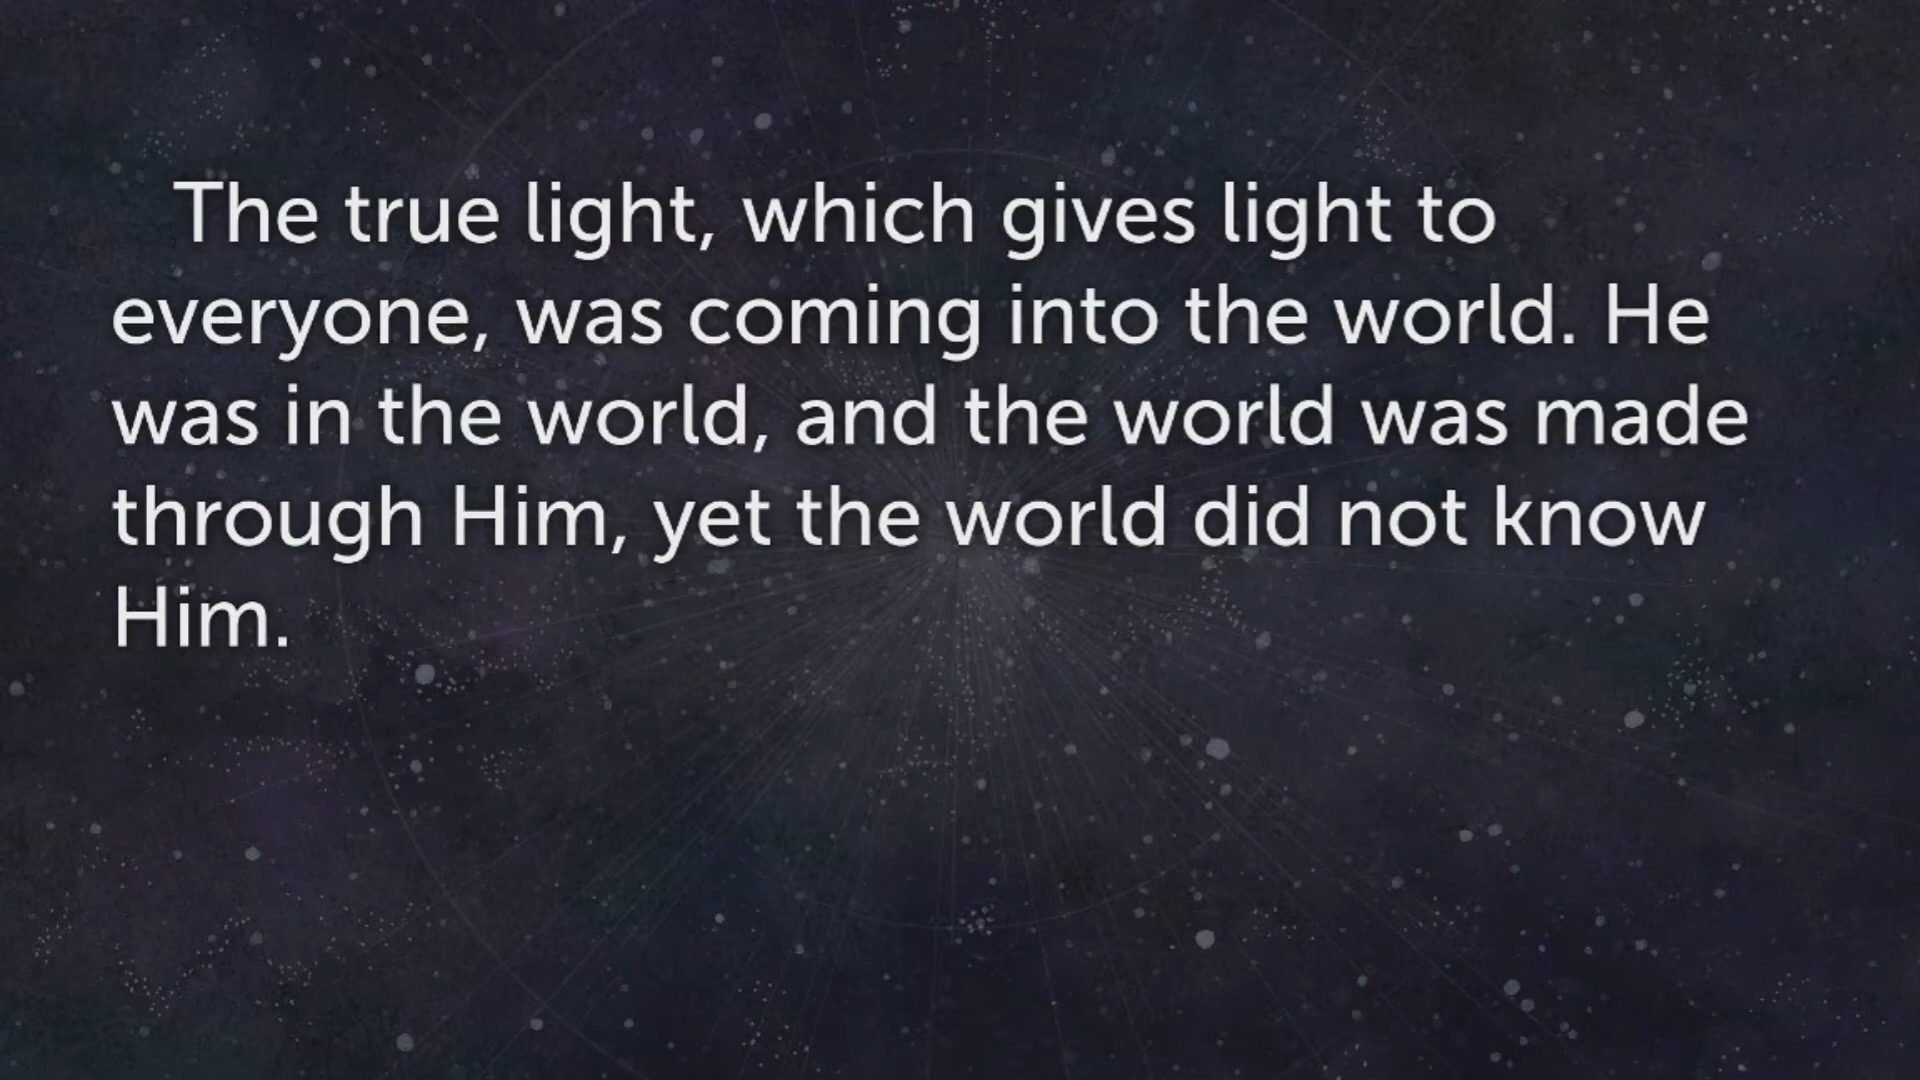 The true light, which gives light to
everyone, was coming into the world. He
was in the world, and the world was made
through Him, yet the world did not know
Him.